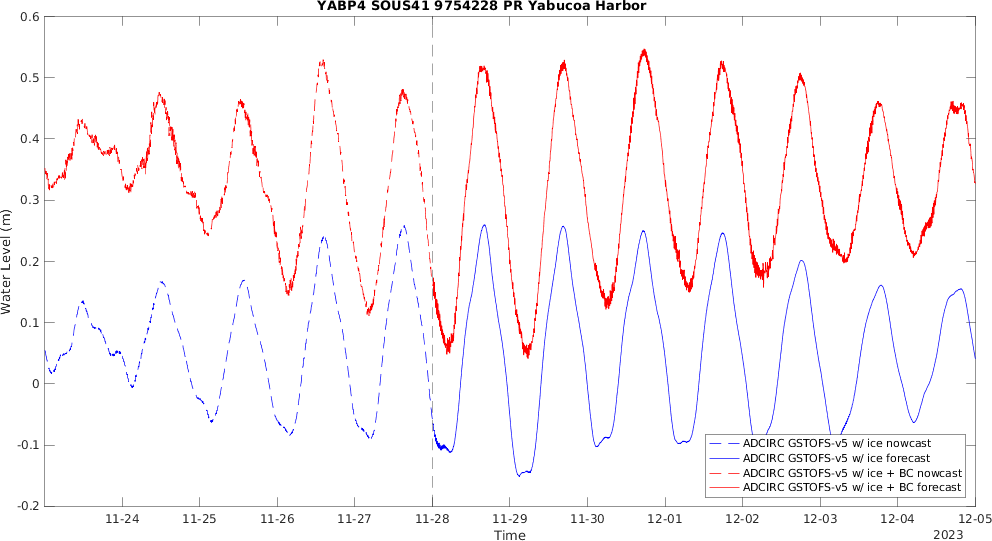 YABP4 SOUS41 9754228 PR Yabucoa Harbor
0.6
0.5
0.4
0.3
0.2
0.1
0
-0.1
-0.2
Water Level (m)
ADCIRC GSTOFS-v5 w/ ice nowcast
ADCIRC GSTOFS-v5 w/ ice forecast
ADCIRC GSTOFS-v5 w/ ice + BC nowcast
ADCIRC GSTOFS-v5 w/ ice + BC forecast
11-24 11-25 11-26 11-27 11-28 11-29 11-30 12-01 12-02 12-03 12-04 12-05
Time
2023